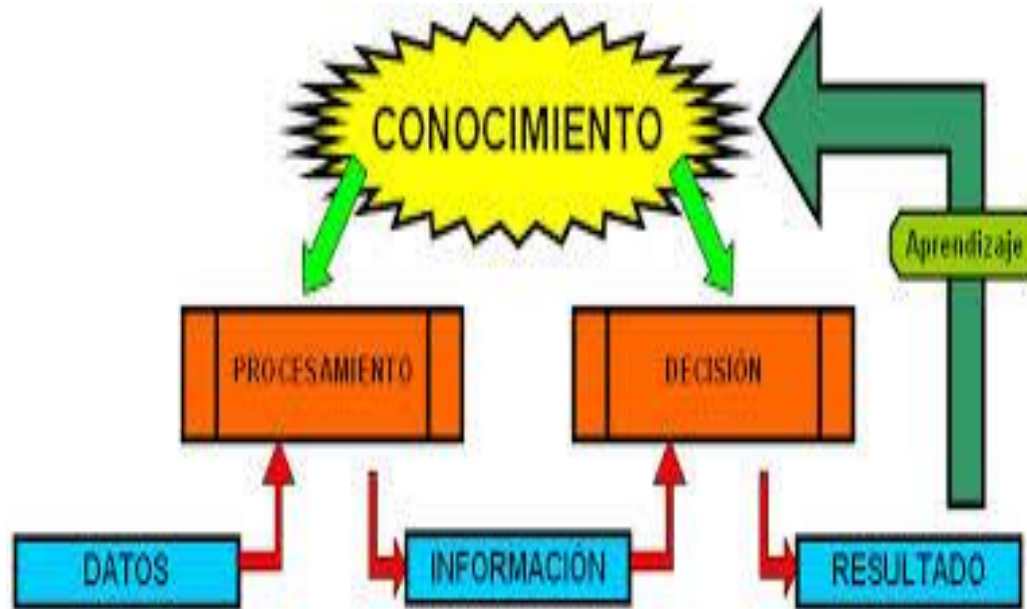 CONOCIMIENTO
Aprendizaje
PROCESAMIENTO
DECISIÓN
DATOS
INFORMACIÓN
RESULTADO